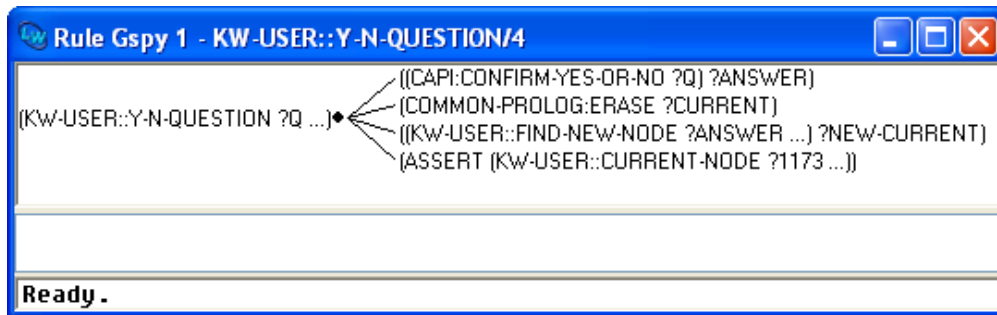 Rule Gspy 1 - KW-USER::Y-N-QUESTION/4
((CAPI:CONFIRM-YES-OR-NO ?Q) ?ANSWER)
(COMMON-PROLOG:ERASE ?CURRENT)
(KW-USER::Y-N-QUESTION ?Q ...)
((KW-USER::FIND-NEW-NODE ?ANSWER ...) ?NEW-CURRENT)
(ASSERT (KW-USER::CURRENT-NODE ?1173 ...))
Ready.